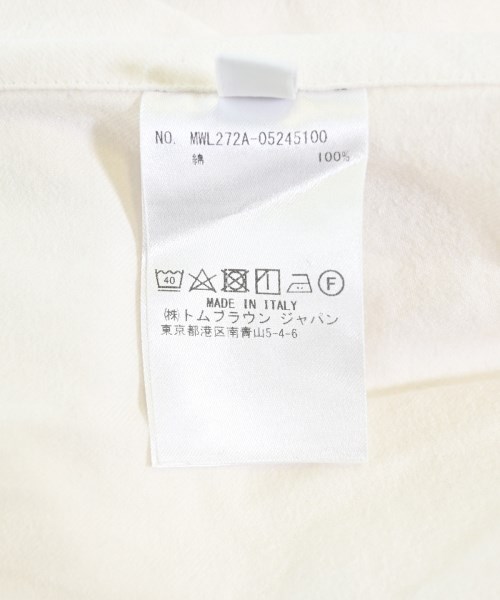 NO. MWL272A-05245100
綿 100%
40 F
MADE IN ITALY
(株)トムブラウン ジャパン
東京都港区南青山5-4-6